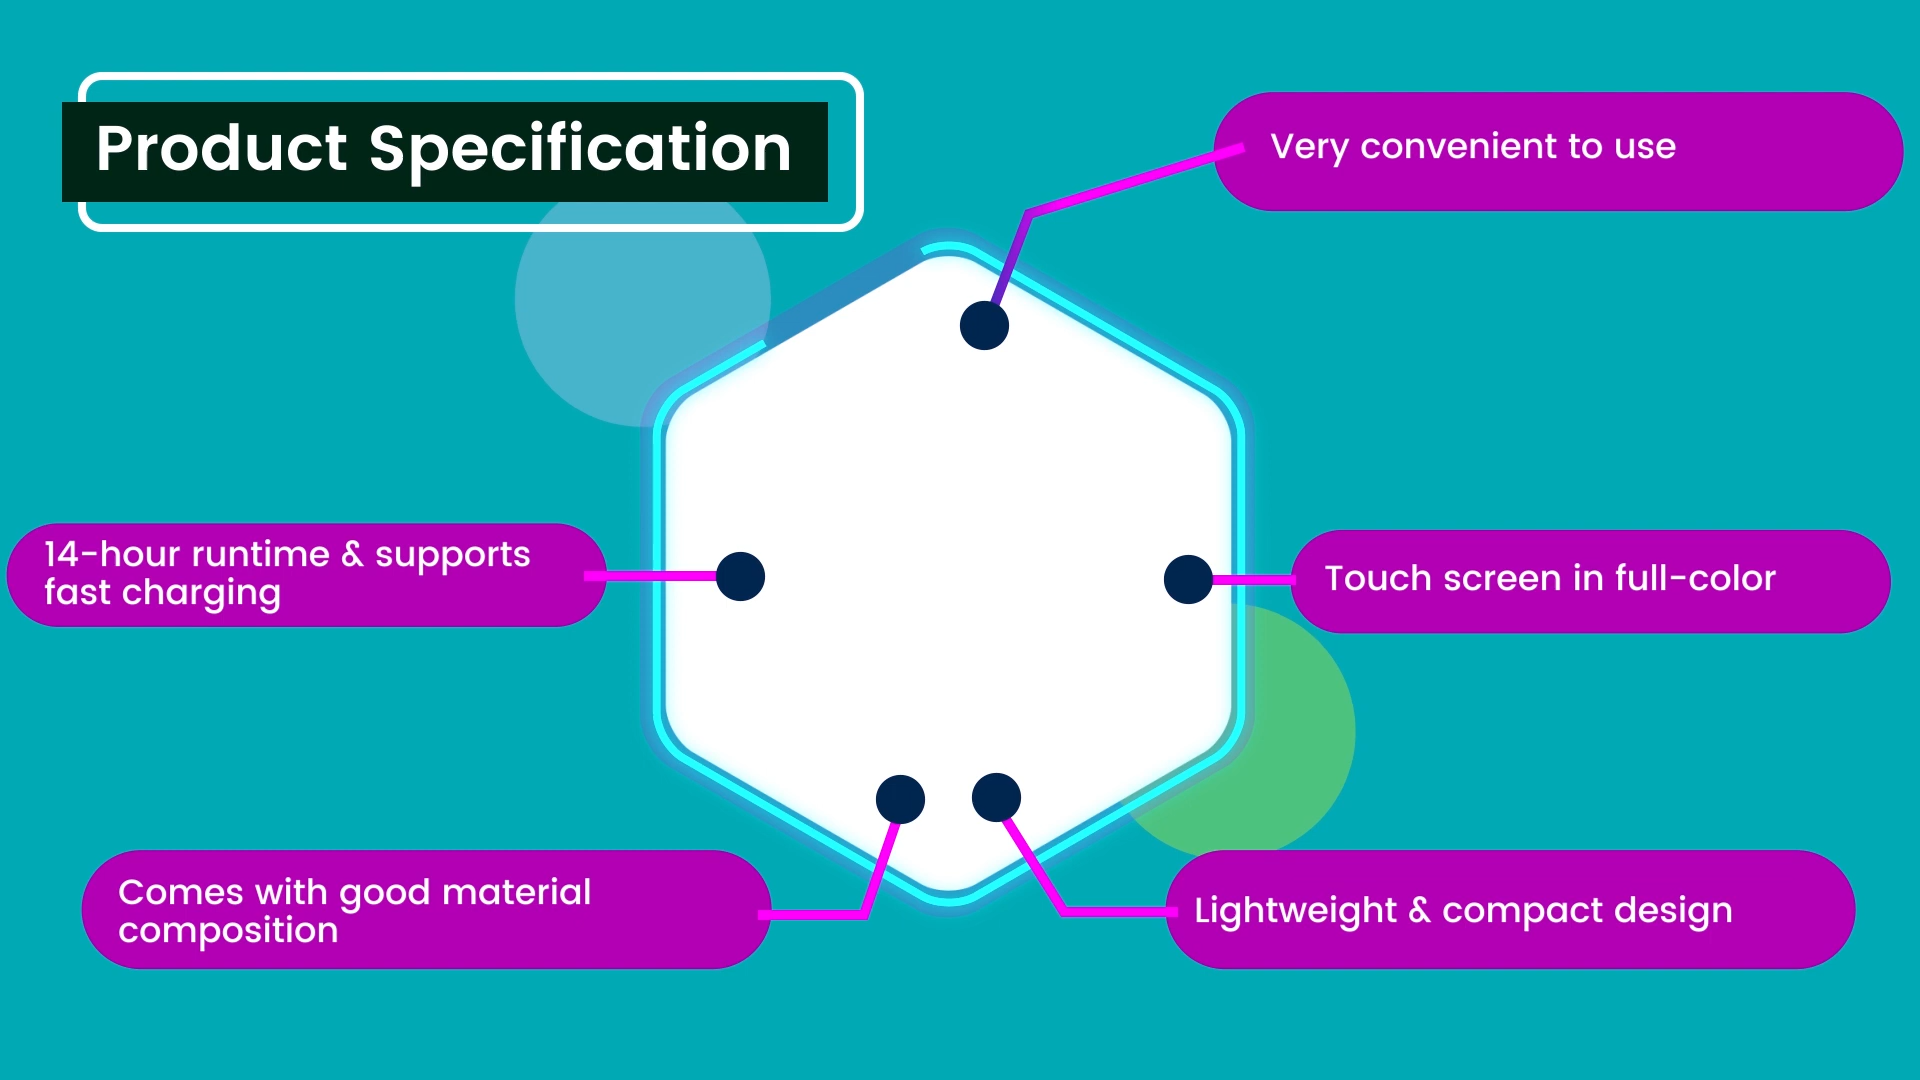 Product Specification
Very convenient to use
14-hour runtime & supports
fast charging
Touch screen in full-color
Comes with good material
composition
Lightweight & compact design